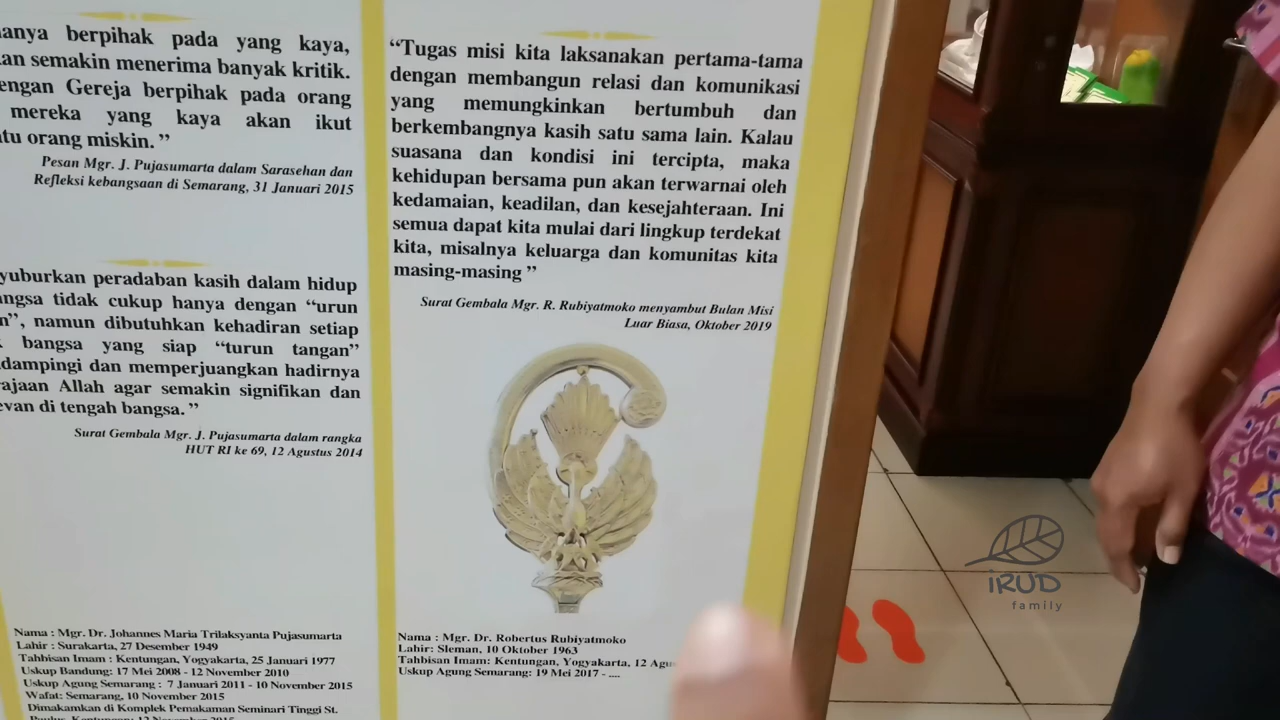 anya berpihak pada yang kaya,
an semakin menerima banyak kritik.
engan Gereja berpihak pada orang
mereka yang kaya akan ikut
tu orang miskin. ”
Pesan Mgr. J. Pujasumarta dalam Sarasehan dan
Refleksi kebangsaan di Semarang, 31 Januari 2015
yuburkan peradaban kasih dalam hidup
angsa tidak cukup hanya dengan “urun
n”, namun dibutuhkan kehadiran setiap
bangsa yang siap “turun tangan”
dampingi dan memperjuangkan hadirnya
rajaan Allah agar semakin signifikan dan
evan di tengah bangsa. ”
Surat Gembala Mgr. J. Pujasumarta dalam rangka
HUT RI ke 69, 12 Agustus 2014
Nama : Mgr. Dr. Johannes Maria Trilaksyanta Pujasumarta
Lahir : Surakarta, 27 Desember 1949
Tahbisan Imam : Kentungan, Yogyakarta, 25 Januari 1977
Uskup Bandung: 17 Mei 2008 - 12 November 2010
Uskup Agung Semarang : 7 Januari 2011 - 10 November 2015
Wafat: Semarang, 10 November 2015
Dimakamkan di Komplek Pemakaman Seminari Tinggi St.
Paulus, Kentungan: 12 November 2015
“Tugas misi kita laksanakan pertama-tama
dengan membangun relasi dan komunikasi
yang memungkinkan bertumbuh dan
berkembangnya kasih satu sama lain. Kalau
suasana dan kondisi ini tercipta, maka
kehidupan bersama pun akan terwarnai oleh
kedamaian, keadilan, dan kesejahteraan. Ini
semua dapat kita mulai dari lingkup terdekat
kita, misalnya keluarga dan komunitas kita
masing-masing ”
Surat Gembala Mgr. R. Rubiyatmoko menyambut Bulan Misi
Luar Biasa, Oktober 2019
Nama : Mgr. Dr. Robertus Rubiyatmoko
Lahir: Sleman, 10 Oktober 1963
Tahbisan Imam: Kentungan, Yogyakarta, 12 Agu
Uskup Agung Semarang: 19 Mei 2017 - ....
IRUD
family